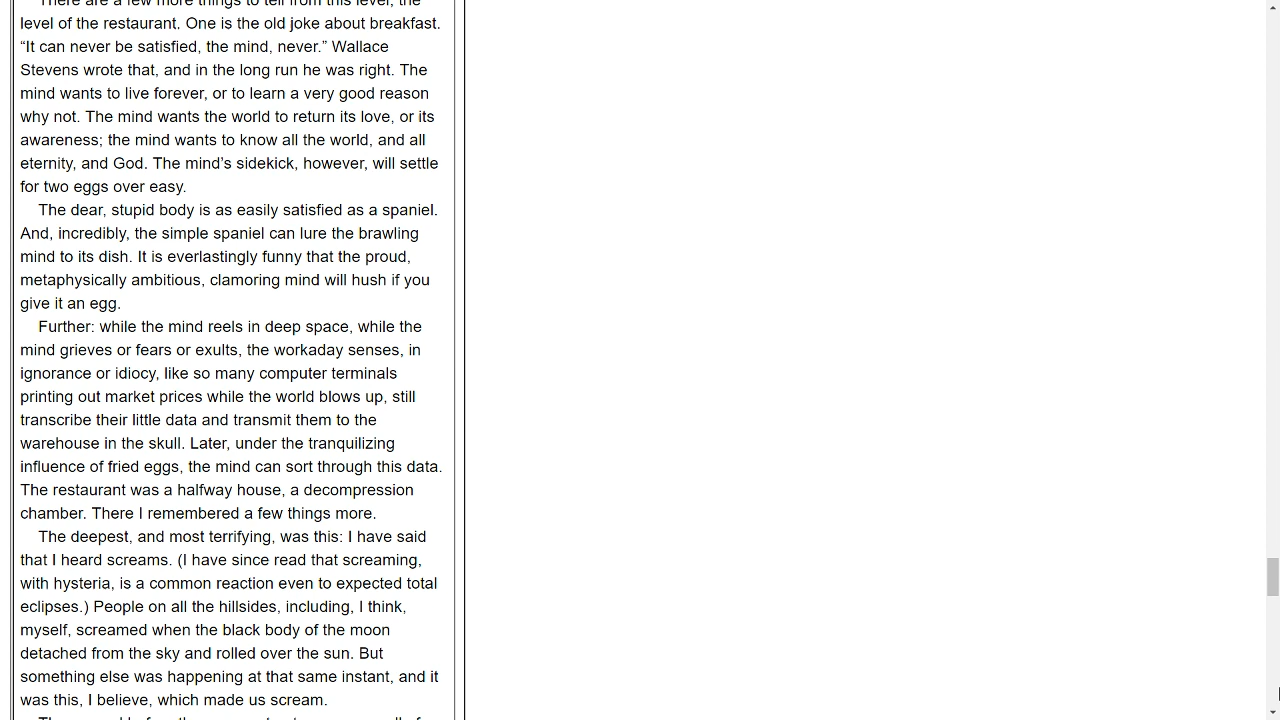 There are a few more things to tell from this level, the
level of the restaurant. One is the old joke about breakfast.
“It can never be satisfied, the mind, never.” Wallace
Stevens wrote that, and in the long run he was right. The
mind wants to live forever, or to learn a very good reason
why not. The mind wants the world to return its love, or its
awareness; the mind wants to know all the world, and all
eternity, and God. The mind’s sidekick, however, will settle
for two eggs over easy.
The dear, stupid body is as easily satisfied as a spaniel.
And, incredibly, the simple spaniel can lure the brawling
mind to its dish. It is everlastingly funny that the proud,
metaphysically ambitious, clamoring mind will hush if you
give it an egg.
Further: while the mind reels in deep space, while the
mind grieves or fears or exults, the workaday senses, in
ignorance or idiocy, like so many computer terminals
printing out market prices while the world blows up, still
transcribe their little data and transmit them to the
warehouse in the skull. Later, under the tranquilizing
influence of fried eggs, the mind can sort through this data.
The restaurant was a halfway house, a decompression
chamber. There I remembered a few things more.
The deepest, and most terrifying, was this: I have said
that I heard screams. (I have since read that screaming,
with hysteria, is a common reaction even to expected total
eclipses.) People on all the hillsides, including, I think,
myself, screamed when the black body of the moon
detached from the sky and rolled over the sun. But
something else was happening at that same instant, and it
was this, I believe, which made us scream.